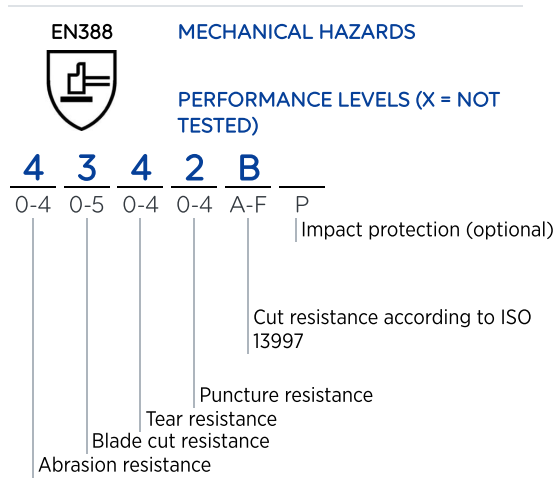 EN388
MECHANICAL HAZARDS
PERFORMANCE LEVELS (X = NOT
TESTED)
4 3 4 2 B
0-4 0-5 0-4 0-4 A-F P
Impact protection (optional)
Cut resistance according to ISO
13997
Puncture resistance
Tear resistance
Blade cut resistance
Abrasion resistance